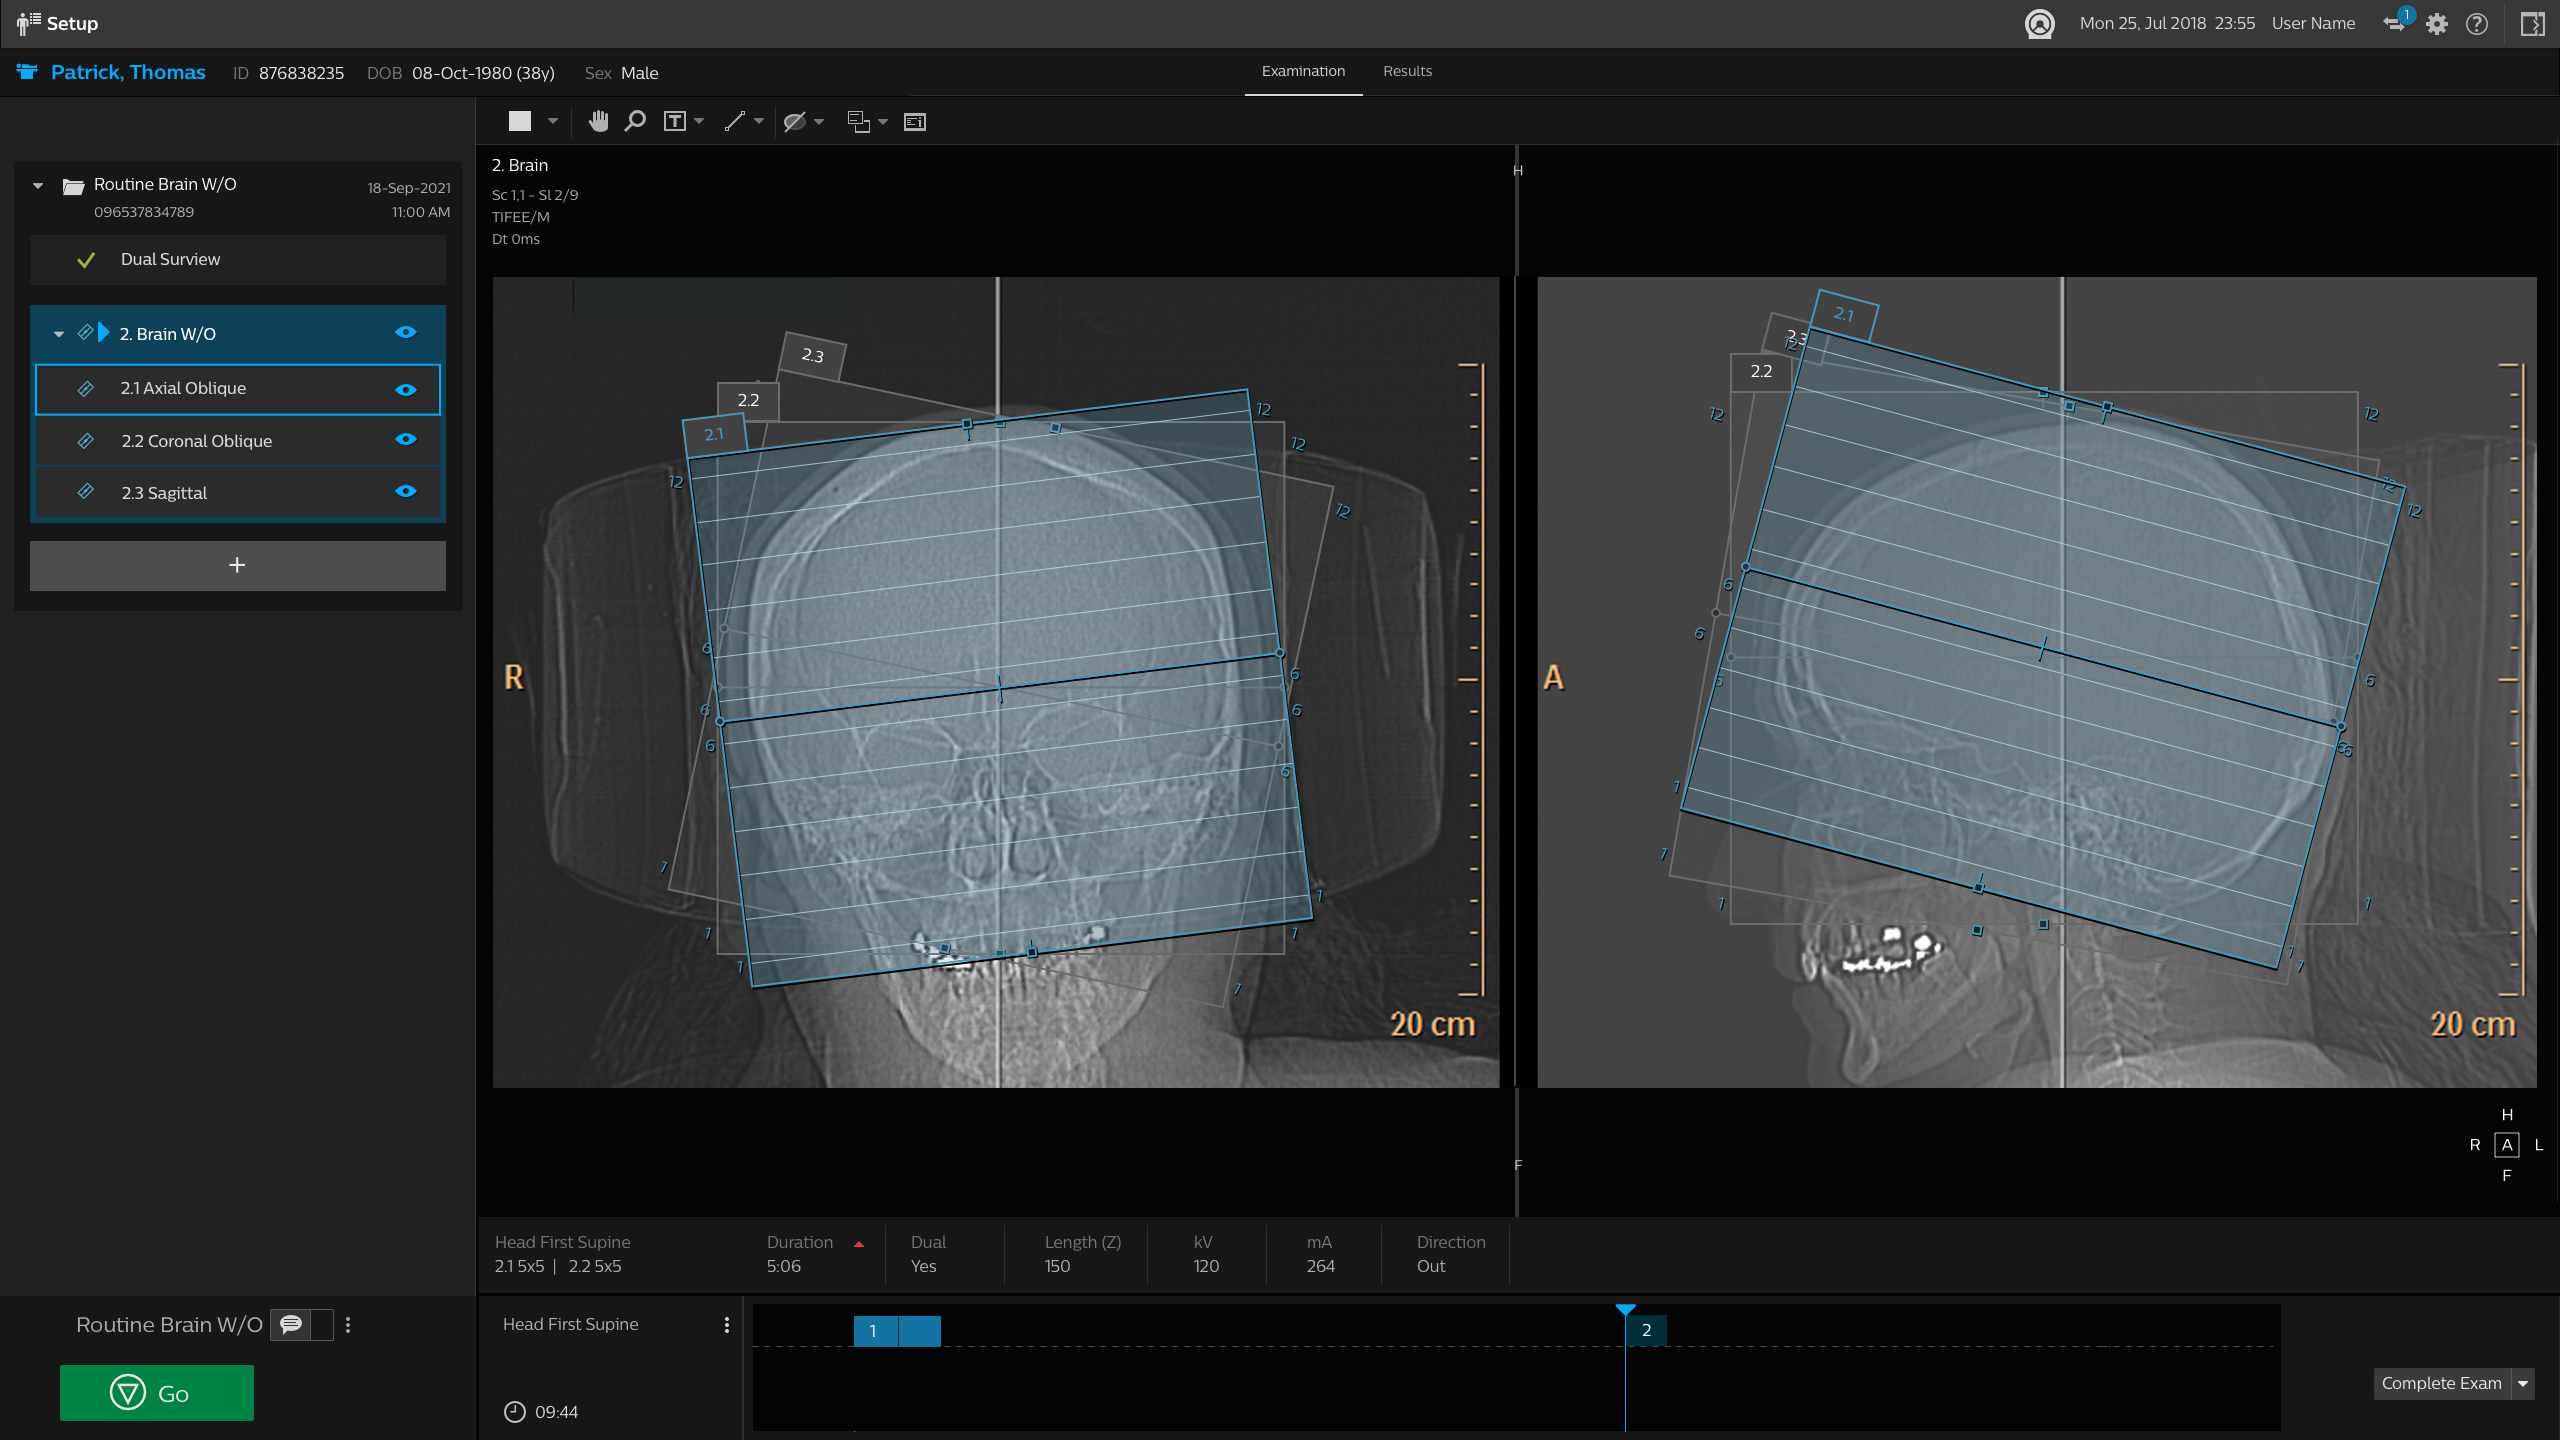 Setup
1
Mon 25, Jul 2018 23:55 User Name
Patrick, Thomas ID 876838235 DOB 08-Oct-1980 (38y) Sex Male
Examination Results
Routine Brain W/O 18-Sep-2021
096537834789 11:00 AM
Dual Surview
2. Brain W/O
2.1 Axial Oblique
2.2 Coronal Oblique
2.3 Sagittal
+
2. Brain
Sc 1,1 - Sl 2/9
TIFEE/M
Dt 0ms
H
2.3
2.2
2.1
12
12
12
12
R
6
6
6
6
6
6
1
1
1
1
1
1
20 cm
2.1
2.3
12
2.2
12
12
12
12
A
6
6
6
6
6
6
1
1
1
1
1
1
20 cm
H
R A L
F
F
Head First Supine Duration Dual Length (Z) kV mA Direction
2.1 5x5 | 2.2 5x5 5:06 Yes 150 120 264 Out
Routine Brain W/O
Go
Head First Supine
09:44
1
2
Complete Exam